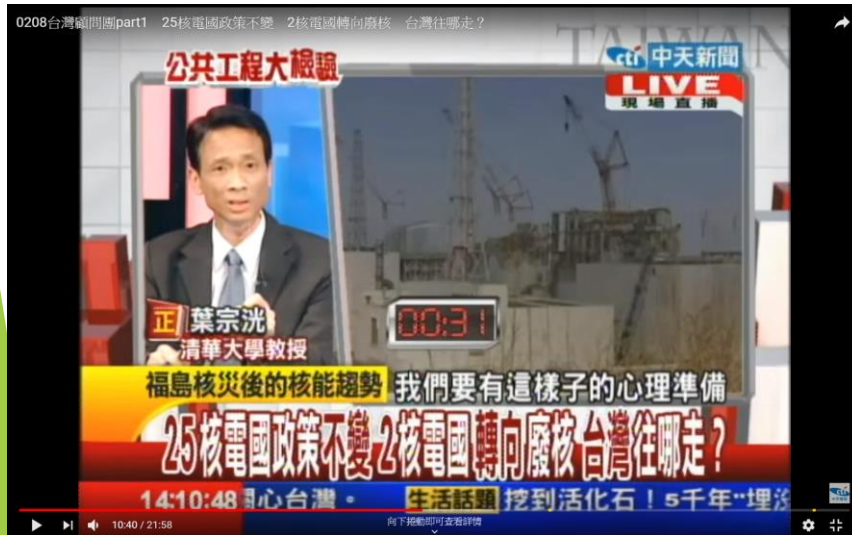 0208台灣顧問團part1 25核電國政策不變 2核電國轉向廢核 台灣往哪走？
TAIWAN
公共工程大檢驗
cti 中天新聞
LIVE
現場直播
正 葉宗洸
清華大學教授
00:31
福島核災後的核能趨勢 我們要有這樣子的心理準備
25核電國政策不變 2核電國轉向廢核 台灣往哪走？
14:10:48 關心台灣。 生活話題 挖到活化石！5千年"埋沒
10:40 / 21:58
向下捲動即可查看詳情